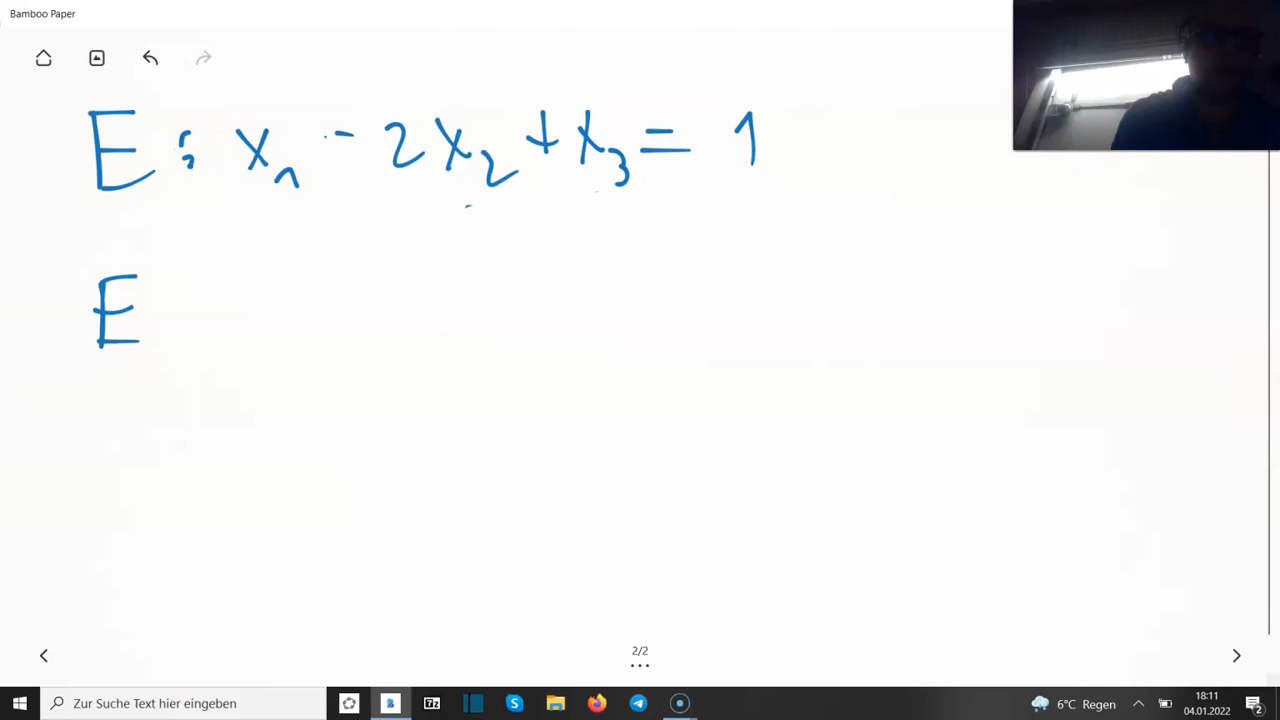 Bamboo Paper
E: x₁ - 2x₂ + x₃ = 1
E
2/2
Zur Suche Text hier eingeben
6°C Regen
18:11
04.01.2022
2